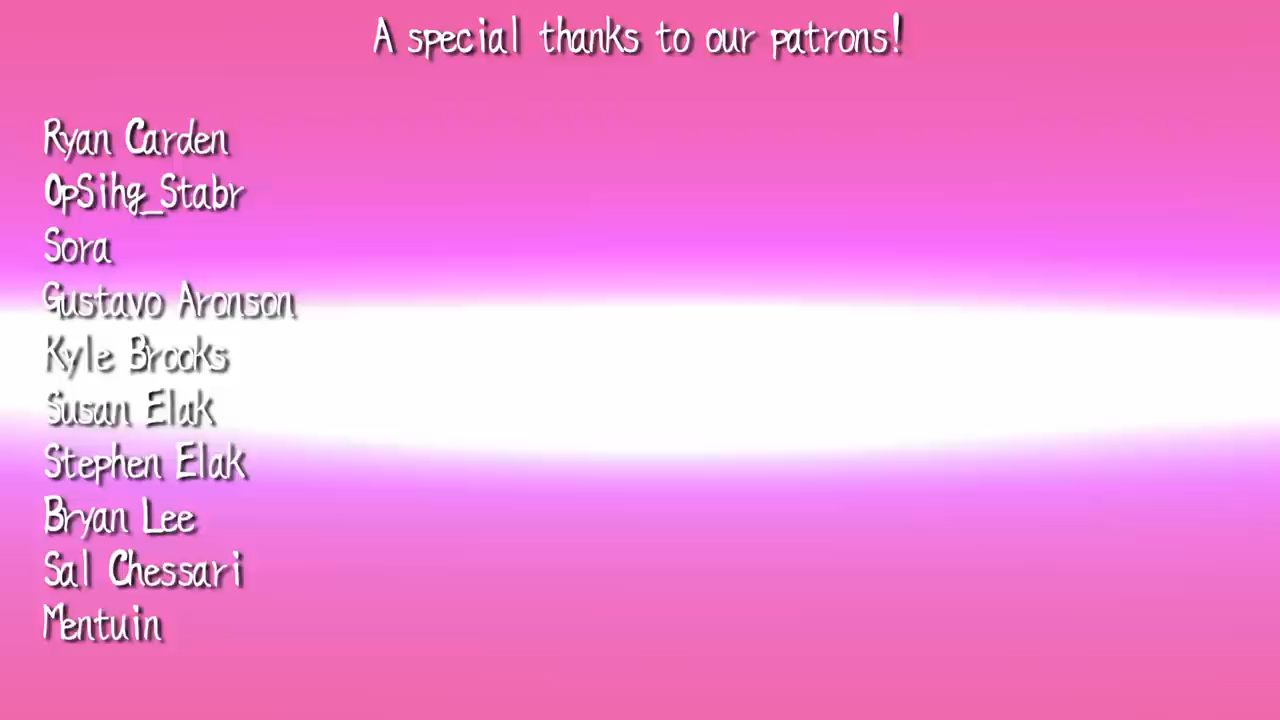 A special thanks to our patrons!
Ryan Carden
OpSihg_Stabr
Sora
Gustavo Aronson
Kyle Brooks
Susan Elak
Stephen Elak
Bryan Lee
Sal Chessari
Mentuin